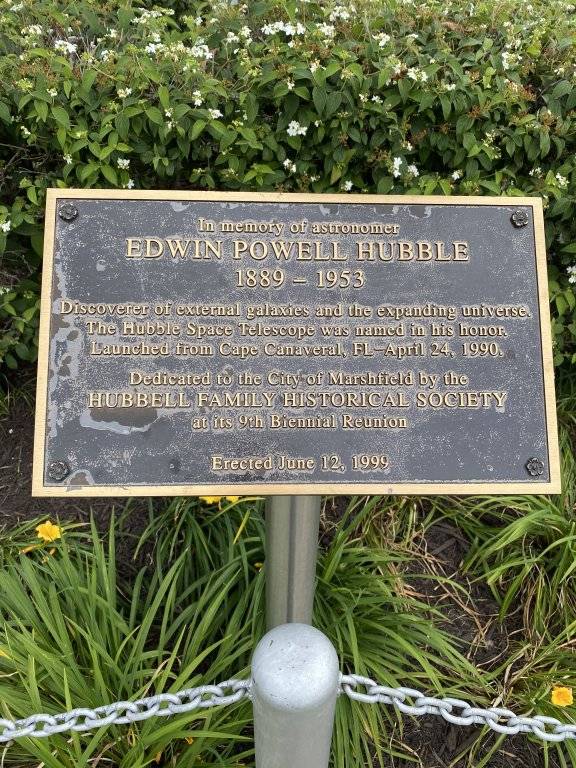 In memory of astronomer
EDWIN POWELL HUBBLE
1889 – 1953
Discoverer of external galaxies and the expanding universe.
The Hubble Space Telescope was named in his honor.
Launched from Cape Canaveral, FL–April 24, 1990.
Dedicated to the City of Marshfield by the
HUBBELL FAMILY HISTORICAL SOCIETY
at its 9th Biennial Reunion
Erected June 12, 1999